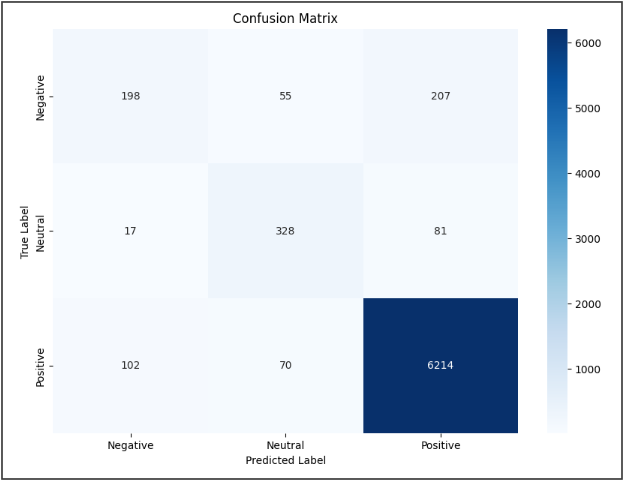 Confusion Matrix
True Label
Negative
198 55 207
Neutral
17 328 81
Positive
102 70 6214
Negative Neutral Positive
Predicted Label
6000
5000
4000
3000
2000
1000